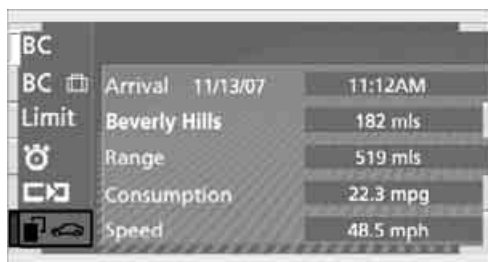 BC
BC
Arrival 11/13/07 11:12AM
Limit
Beverly Hills 182 mls
Range 519 mls
Consumption 22.3 mpg
Speed 48.5 mph